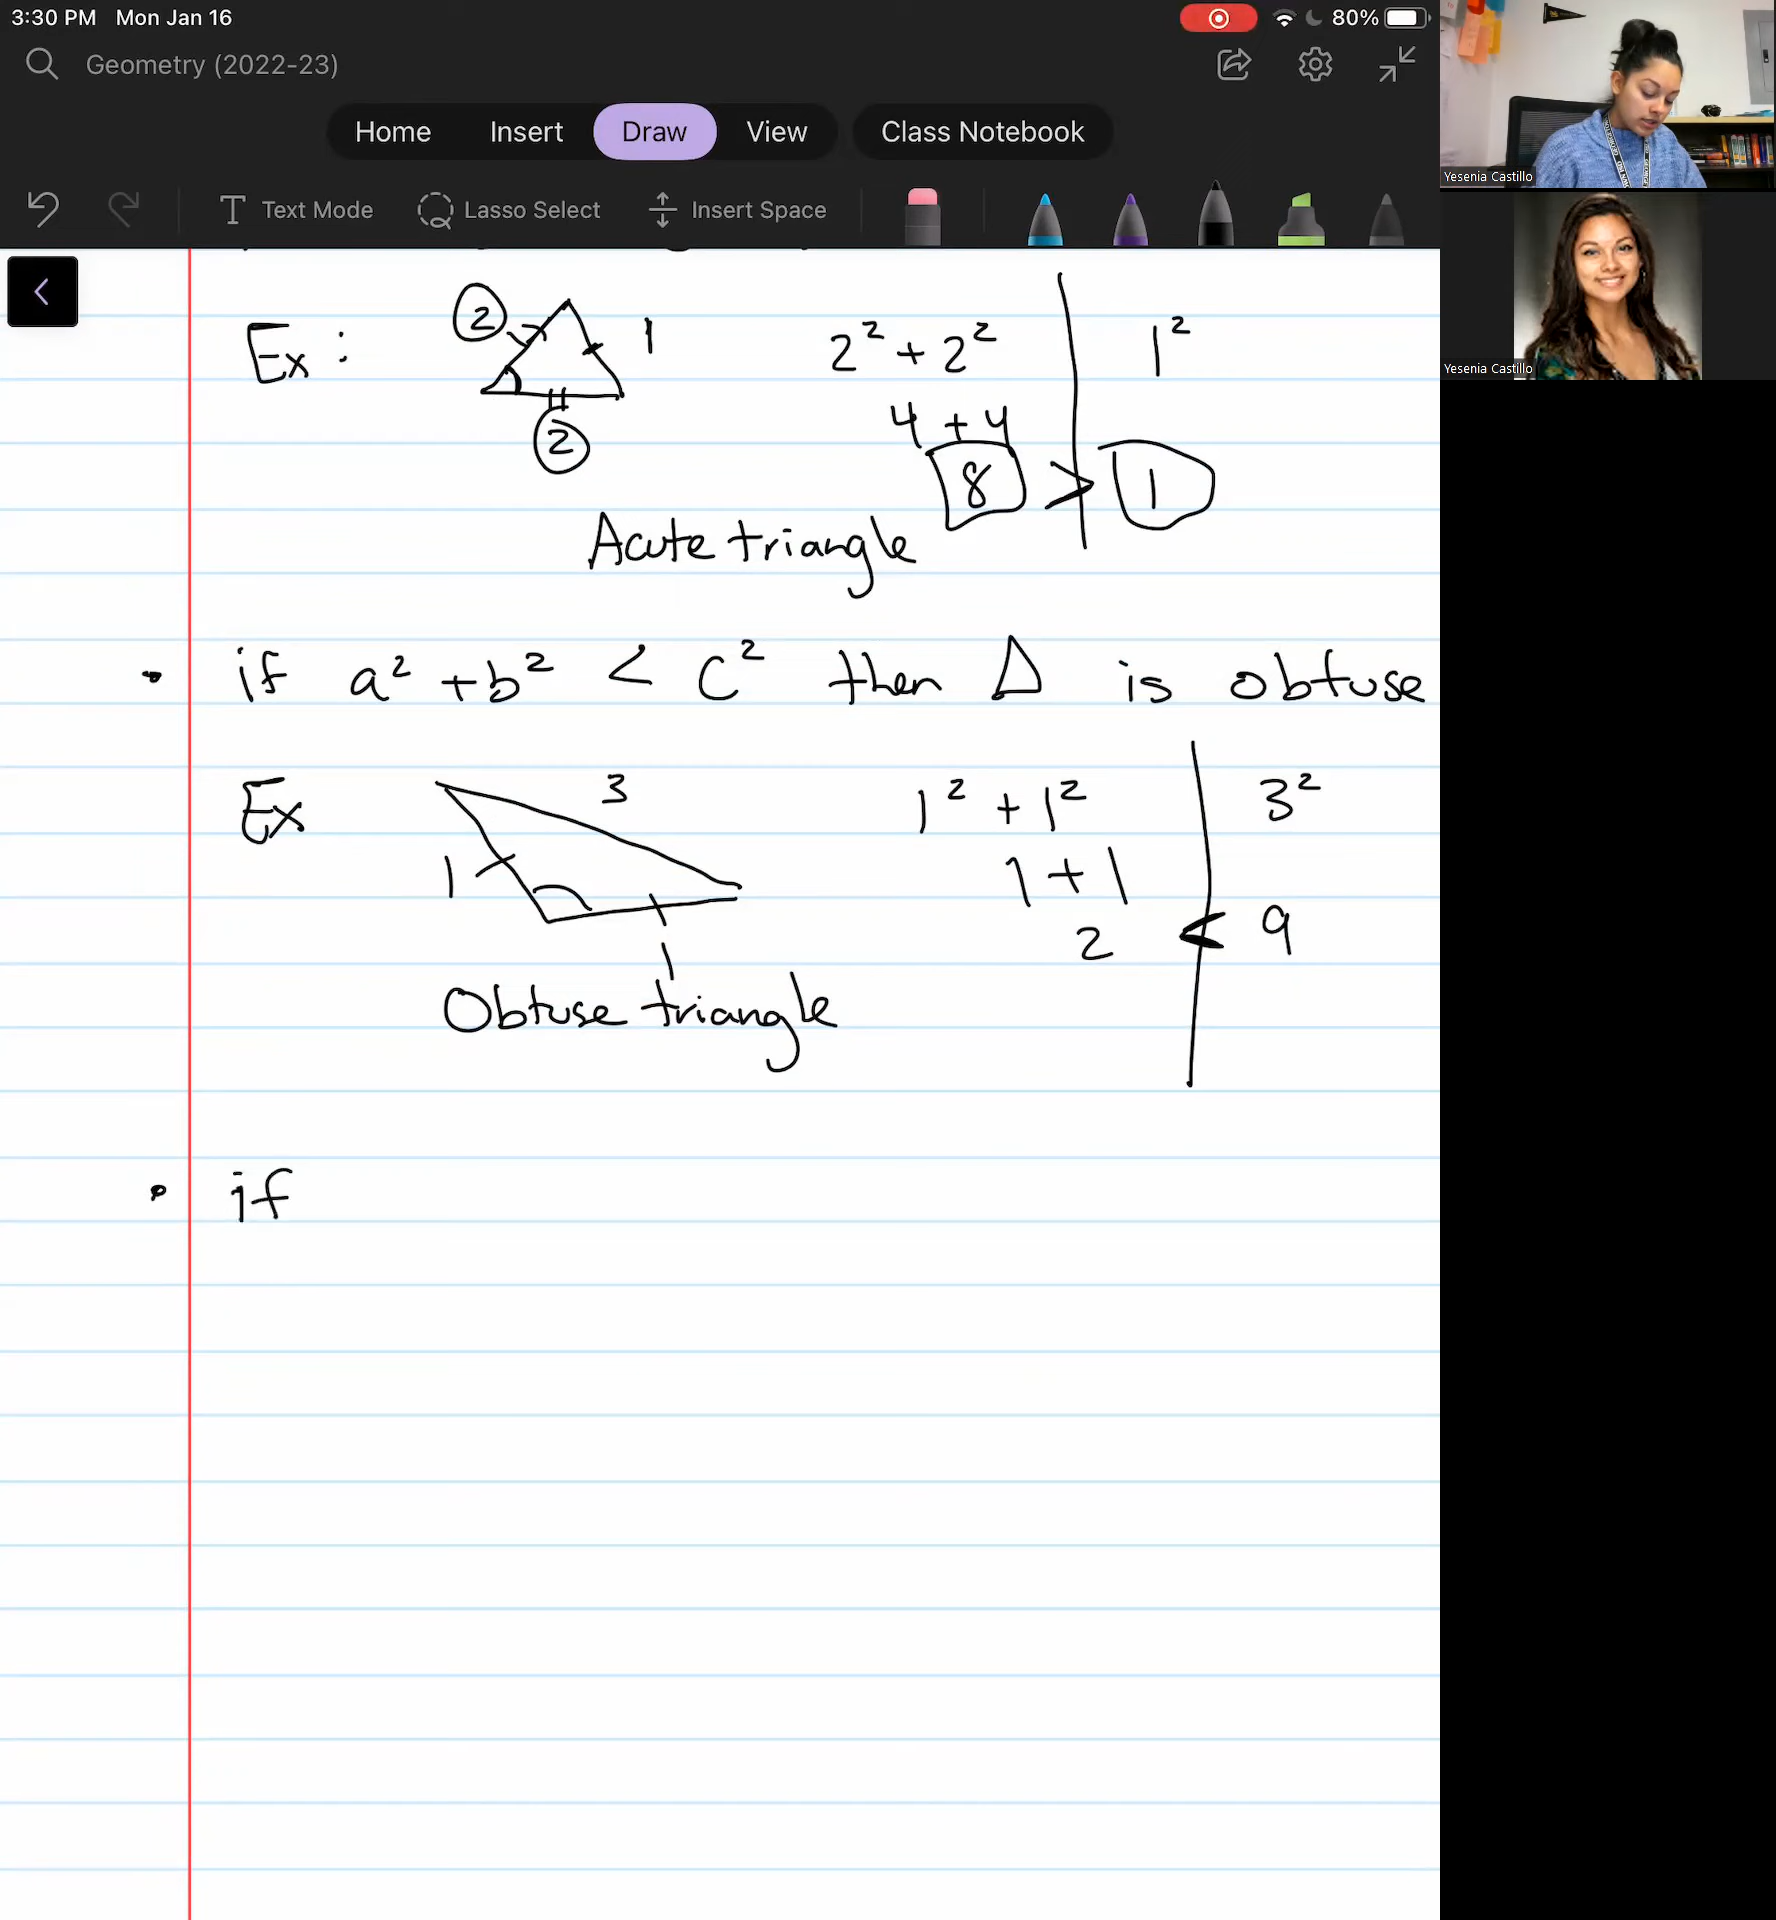 3:30 PM Mon Jan 16
80%
Geometry (2022-23)
Home Insert Draw View Class Notebook
Text Mode Lasso Select Insert Space
Yesenia Castillo
Yesenia Castillo
Ex : 2 1 2
2² + 2² 1²
4 + 4
8 > 1
Acute triangle
• if a² + b² < c² then Δ is obtuse
Ex 3 1 1
1² + 1² 3²
1 + 1
2 < 9
Obtuse triangle
• if